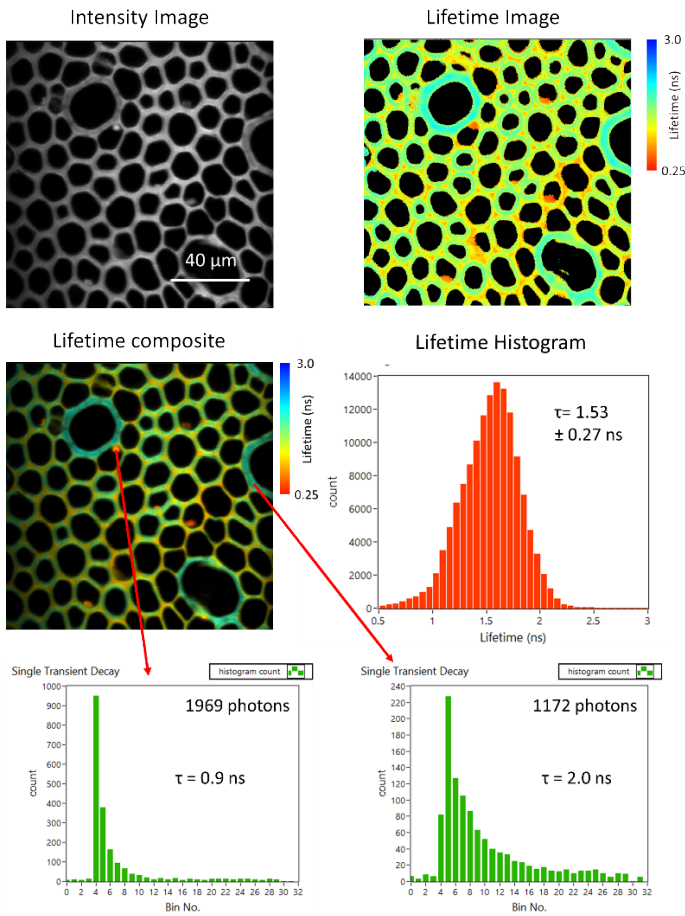 Intensity Image
Lifetime Image
40 µm
3.0
Lifetime (ns)
0.25
Lifetime composite
Lifetime Histogram
3.0
Lifetime (ns)
0.25
14000
12000
10000
8000
6000
4000
2000
0
count
τ= 1.53
± 0.27 ns
0.5 1 1.5 2 2.5 3
Lifetime (ns)
Single Transient Decay
histogram count
1000
900
800
700
600
500
400
300
200
100
0
count
1969 photons
τ = 0.9 ns
0 2 4 6 8 10 12 14 16 18 20 22 24 26 28 30 32
Bin No.
Single Transient Decay
histogram count
240
220
200
180
160
140
120
100
80
60
40
20
0
count
1172 photons
τ = 2.0 ns
0 2 4 6 8 10 12 14 16 18 20 22 24 26 28 30 32
Bin No.